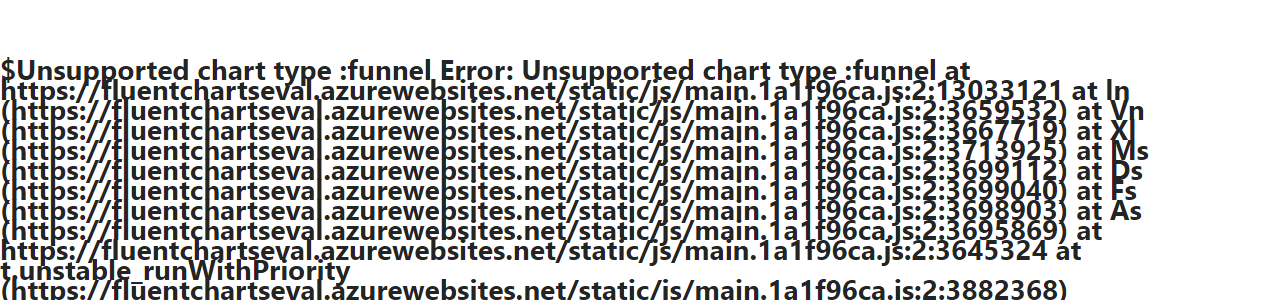 $Unsupported chart type :funnel Error: Unsupported chart type :funnel at
https://fluentchartseval.azurewebsites.net/static/js/main.1a1f96ca.js:2:13033121 at In
(https://fluentchartseval.azurewebsites.net/static/js/main.1a1f96ca.js:2:3659532) at Vn
(https://fluentchartseval.azurewebsites.net/static/js/main.1a1f96ca.js:2:3667719) at Xl
(https://fluentchartseval.azurewebsites.net/static/js/main.1a1f96ca.js:2:3713925) at Ms
(https://fluentchartseval.azurewebsites.net/static/js/main.1a1f96ca.js:2:3699112) at Ds
(https://fluentchartseval.azurewebsites.net/static/js/main.1a1f96ca.js:2:3699040) at Fs
(https://fluentchartseval.azurewebsites.net/static/js/main.1a1f96ca.js:2:3698903) at As
(https://fluentchartseval.azurewebsites.net/static/js/main.1a1f96ca.js:2:3695869) at
https://fluentchartseval.azurewebsites.net/static/js/main.1a1f96ca.js:2:3645324 at
t.unstable_runWithPriority
(https://fluentchartseval.azurewebsites.net/static/js/main.1a1f96ca.js:2:3882368)